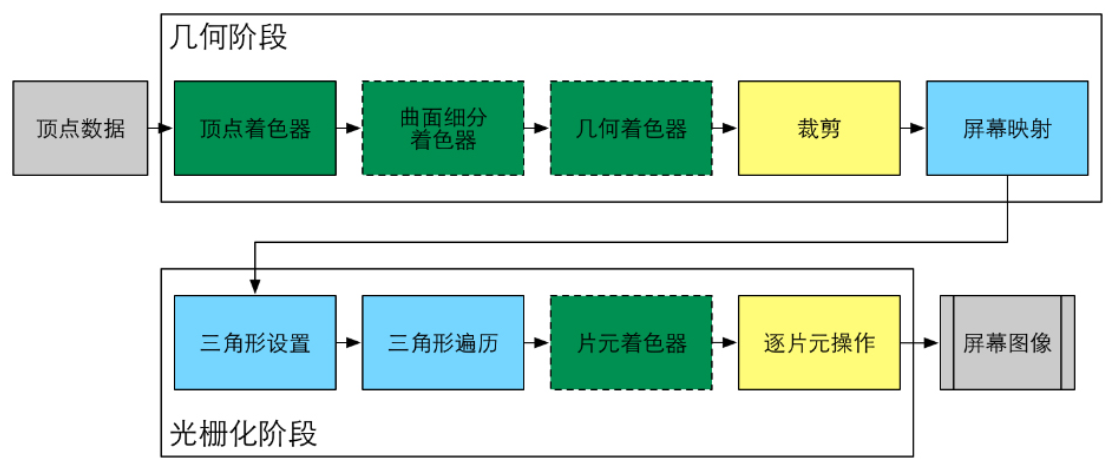 几何阶段
顶点数据
顶点着色器
曲面细分
着色器
几何着色器
裁剪
屏幕映射
三角形设置
三角形遍历
片元着色器
逐片元操作
屏幕图像
光栅化阶段